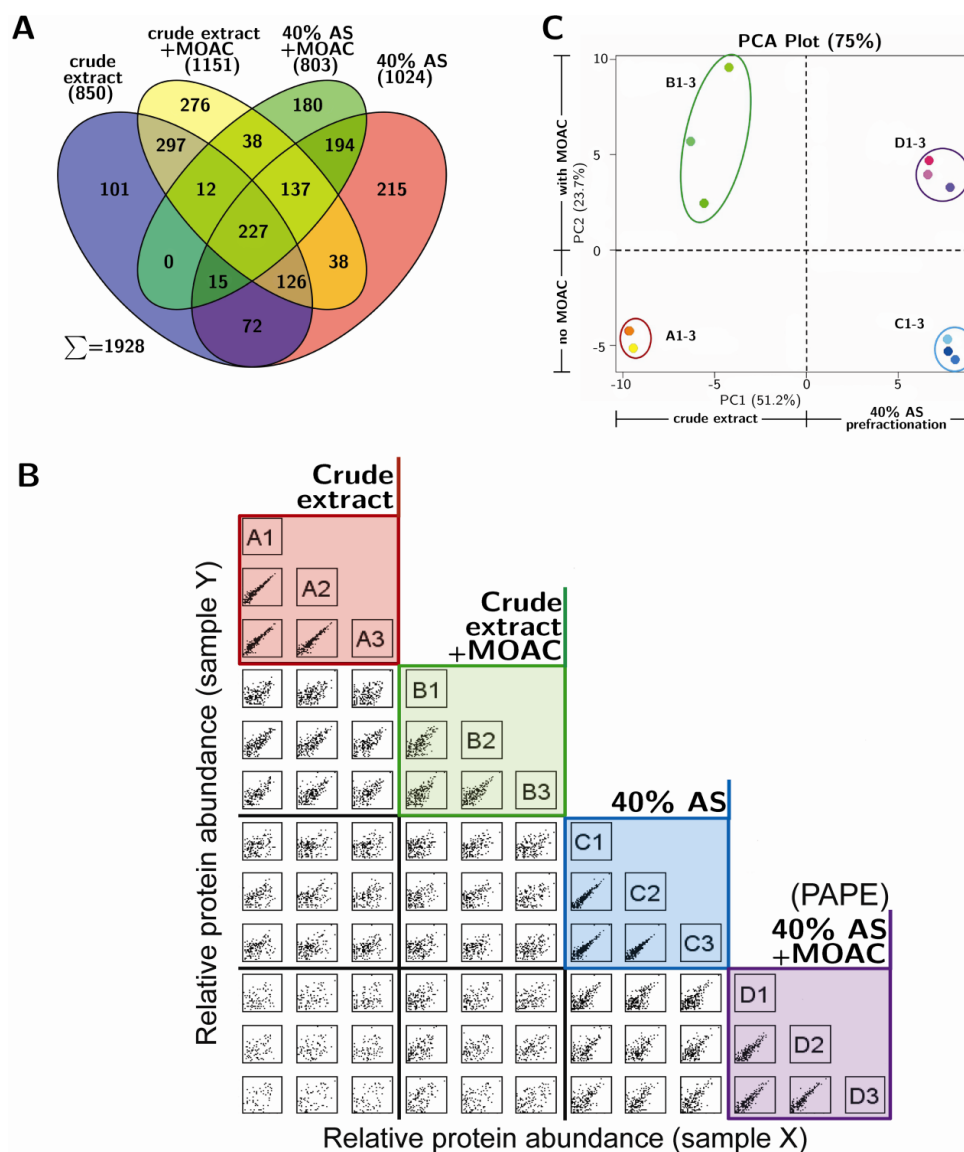 A
crude
extract
(850)
crude extract
+MOAC
(1151)
40% AS
+MOAC
(803)
40% AS
(1024)
276
180
297
38
194
101
12
137
215
227
0
38
15
126
72
∑=1928
C
PCA Plot (75%)
10
5
0
-5
with MOAC
no MOAC
PC2 (23.7%)
B1-3
D1-3
A1-3
C1-3
-10
-5
0
5
PC1 (51.2%)
crude extract
40% AS
prefractionation
B
Relative protein abundance (sample Y)
Crude
extract
A1
A2
A3
Crude
extract
+MOAC
B1
B2
B3
40% AS
C1
C2
C3
(PAPE)
40% AS
+MOAC
D1
D2
D3
Relative protein abundance (sample X)